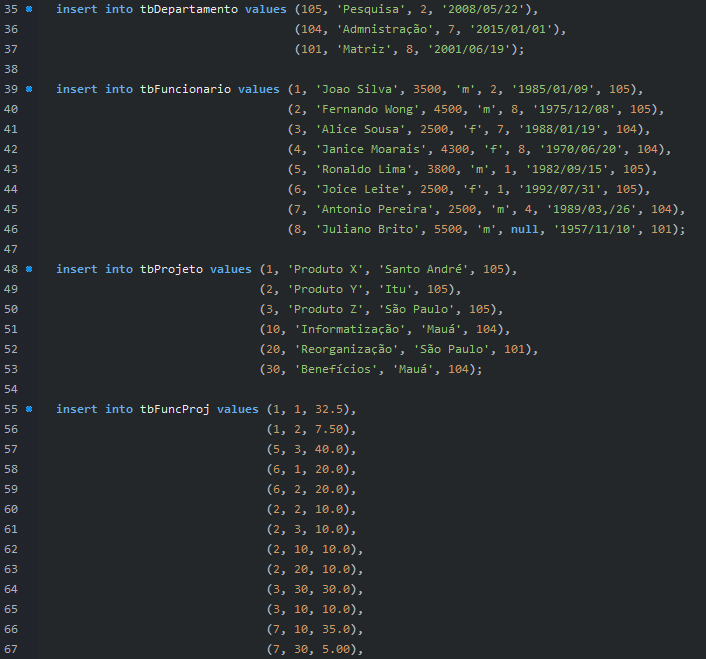 35 insert into tbDepartamento values (105, 'Pesquisa', 2, '2008/05/22'),
36 (104, 'Admnistração', 7, '2015/01/01'),
37 (101, 'Matriz', 8, '2001/06/19');
38
39 insert into tbFuncionario values (1, 'Joao Silva', 3500, 'm', 2, '1985/01/09', 105),
40 (2, 'Fernando Wong', 4500, 'm', 8, '1975/12/08', 105),
41 (3, 'Alice Sousa', 2500, 'f', 7, '1988/01/19', 104),
42 (4, 'Janice Moarais', 4300, 'f', 8, '1970/06/20', 104),
43 (5, 'Ronaldo Lima', 3800, 'm', 1, '1982/09/15', 105),
44 (6, 'Joice Leite', 2500, 'f', 1, '1992/07/31', 105),
45 (7, 'Antonio Pereira', 2500, 'm', 4, '1989/03,/26', 104),
46 (8, 'Juliano Brito', 5500, 'm', null, '1957/11/10', 101);
47
48 insert into tbProjeto values (1, 'Produto X', 'Santo André', 105),
49 (2, 'Produto Y', 'Itu', 105),
50 (3, 'Produto Z', 'São Paulo', 105),
51 (10, 'Informatização', 'Mauá', 104),
52 (20, 'Reorganização', 'São Paulo', 101),
53 (30, 'Benefícios', 'Mauá', 104);
54
55 insert into tbFuncProj values (1, 1, 32.5),
56 (1, 2, 7.50),
57 (5, 3, 40.0),
58 (6, 1, 20.0),
59 (6, 2, 20.0),
60 (2, 2, 10.0),
61 (2, 3, 10.0),
62 (2, 10, 10.0),
63 (2, 20, 10.0),
64 (3, 30, 30.0),
65 (3, 10, 10.0),
66 (7, 10, 35.0),
67 (7, 30, 5.00),